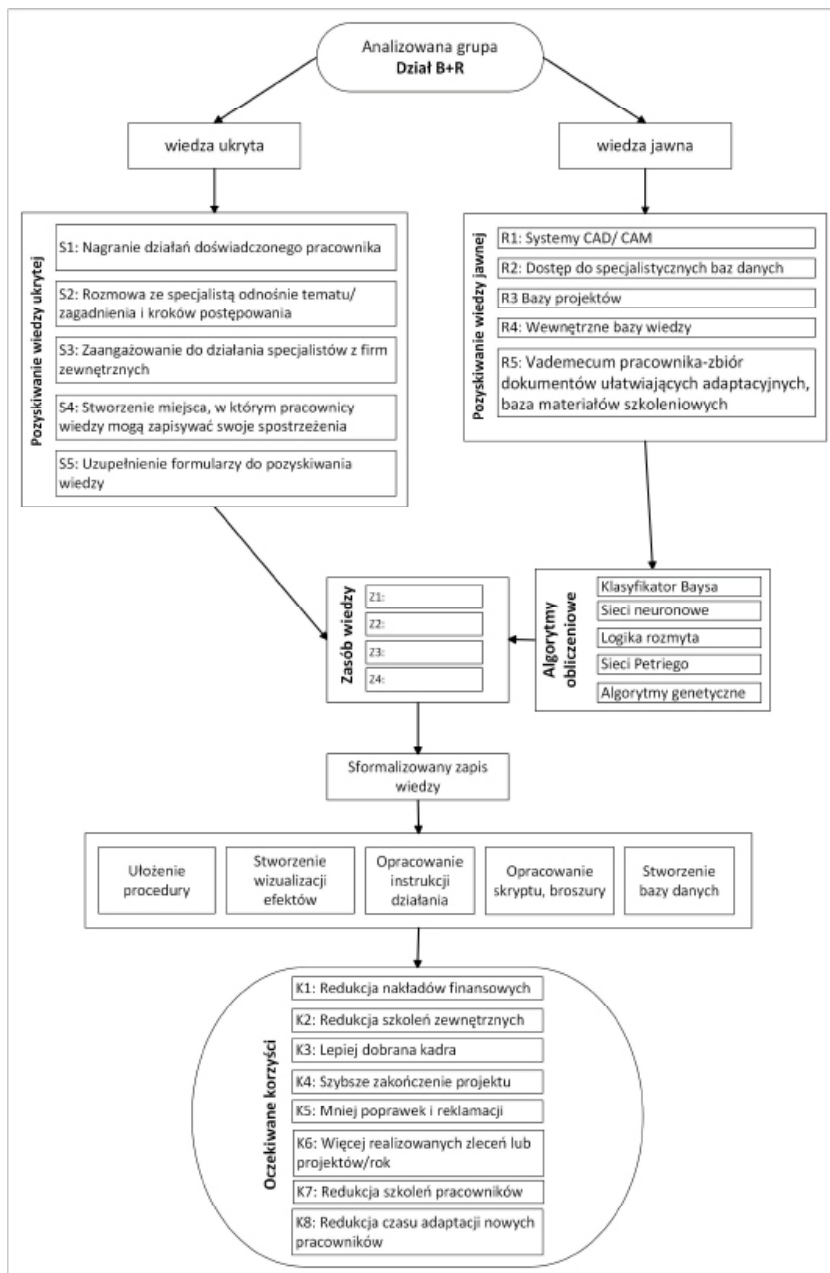 Analizowana grupa
Dział B+R
wiedza ukryta
wiedza jawna
Pozyskiwanie wiedzy ukrytej
S1: Nagranie działań doświadczonego pracownika
S2: Rozmowa ze specjalistą odnośnie tematu/
zagadnienia i kroków postępowania
S3: Zaangażowanie do działania specjalistów z firm
zewnętrznych
S4: Stworzenie miejsca, w którym pracownicy
wiedzy mogą zapisywać swoje spostrzeżenia
S5: Uzupełnienie formularzy do pozyskiwania
wiedzy
Pozyskiwanie wiedzy jawnej
R1: Systemy CAD/ CAM
R2: Dostęp do specjalistycznych baz danych
R3 Bazy projektów
R4: Wewnętrzne bazy wiedzy
R5: Vademecum pracownika-zbiór
dokumentów ułatwiających adaptacyjnych,
baza materiałów szkoleniowych
Zasób wiedzy
Z1:
Z2:
Z3:
Z4:
Algorytmy
obliczeniowe
Klasyfikator Baysa
Sieci neuronowe
Logika rozmyta
Sieci Petriego
Algorytmy genetyczne
Sformalizowany zapis
wiedzy
Ułożenie
procedury
Stworzenie
wizualizacji
efektów
Opracowanie
instrukcji
działania
Opracowanie
skryptu, broszury
Stworzenie
bazy danych
Oczekiwane korzyści
K1: Redukcja nakładów finansowych
K2: Redukcja szkoleń zewnętrznych
K3: Lepiej dobrana kadra
K4: Szybsze zakończenie projektu
K5: Mniej poprawek i reklamacji
K6: Więcej realizowanych zleceń lub
projektów/rok
K7: Redukcja szkoleń pracowników
K8: Redukcja czasu adaptacji nowych
pracowników